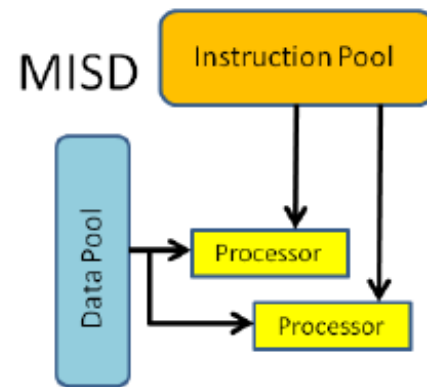 MISD
Instruction Pool
Data Pool
Processor
Processor